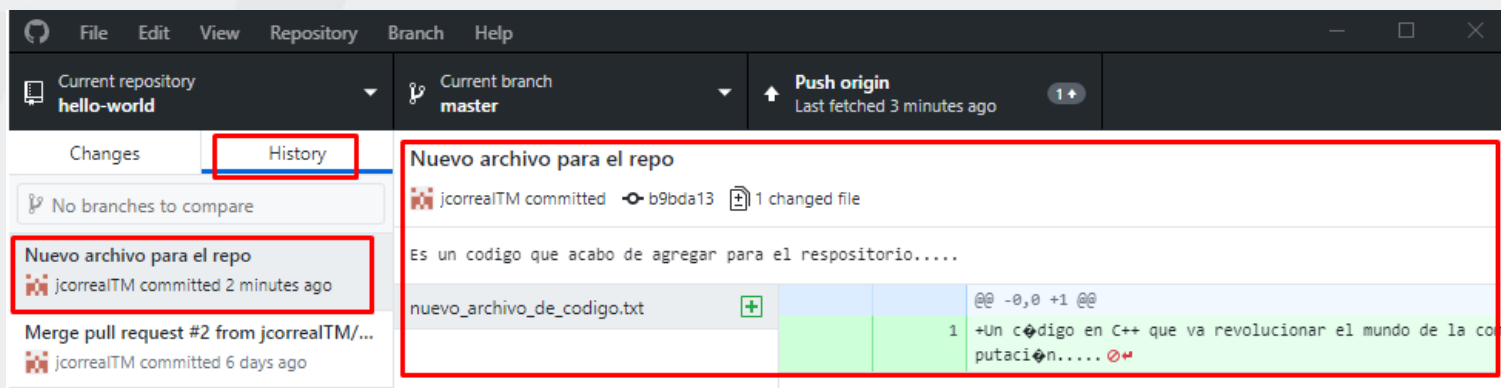 File Edit View Repository Branch Help
Current repository
hello-world
Current branch
master
Push origin
Last fetched 3 minutes ago
1
Changes History
No branches to compare
Nuevo archivo para el repo
jcorrealTM committed 2 minutes ago
Merge pull request #2 from jcorrealTM/...
jcorrealTM committed 6 days ago
Nuevo archivo para el repo
jcorrealTM committed b9bda13 1 changed file
Es un codigo que acabo de agregar para el respositorio.....
nuevo_archivo_de_codigo.txt
@@ -0,0 +1 @@
1 +Un c�digo en C++ que va revolucionar el mundo de la com
putaci�n.....